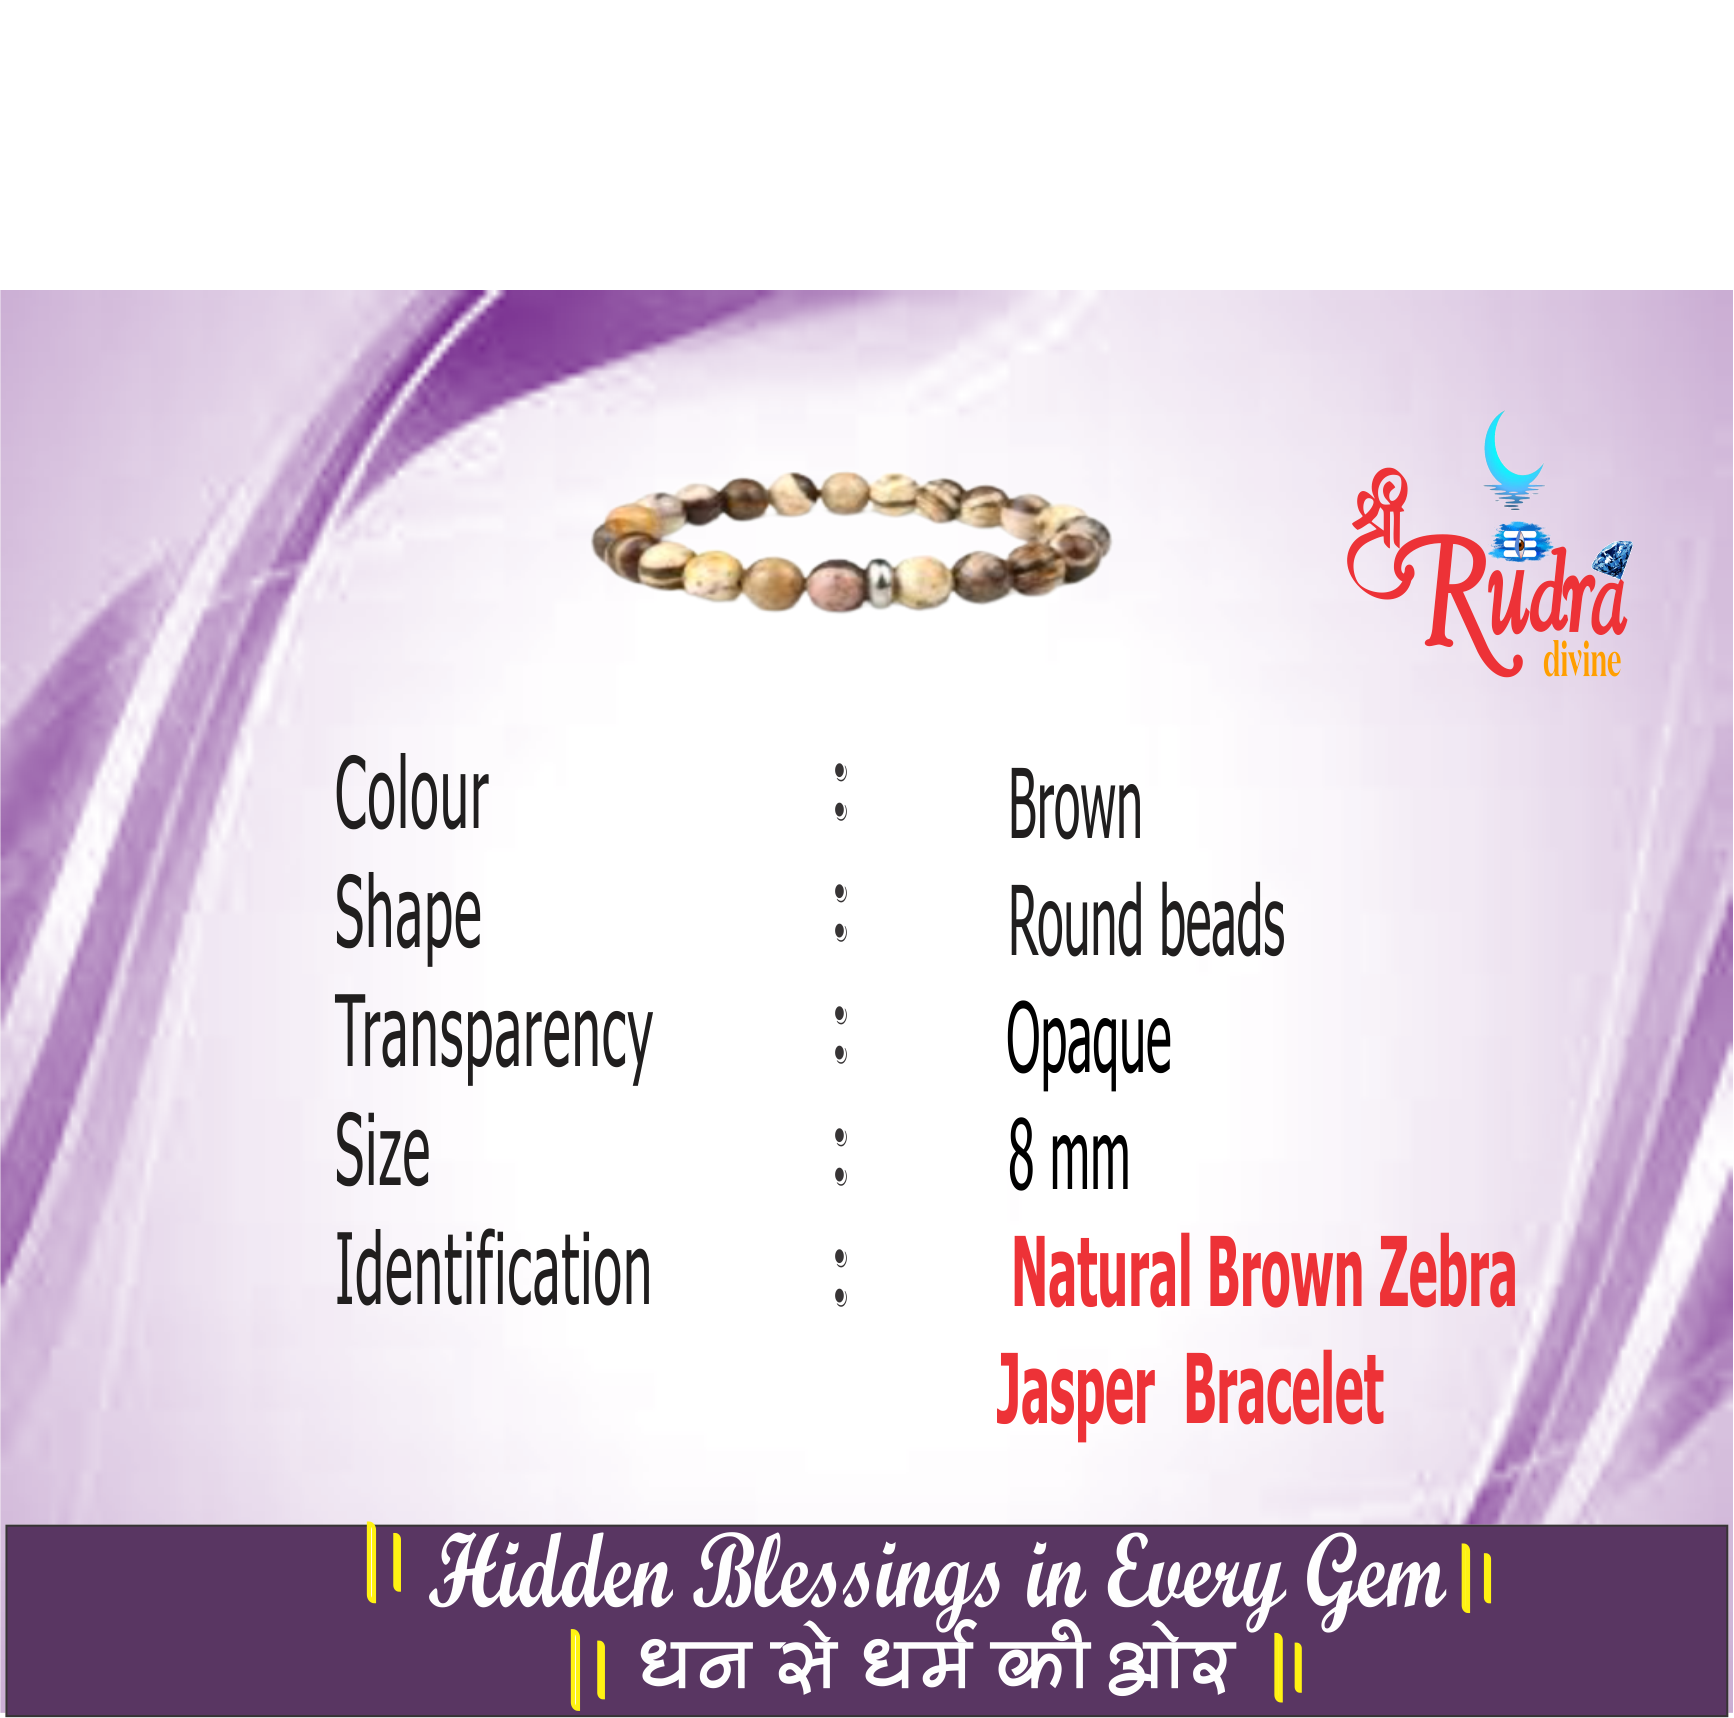 श्री Rudra
divine
Colour : Brown
Shape : Round beads
Transparency : Opaque
Size : 8 mm
Identification : Natural Brown Zebra
Jasper Bracelet
|| Hidden Blessings in Every Gem ||
|| धन से धर्म की ओर ||